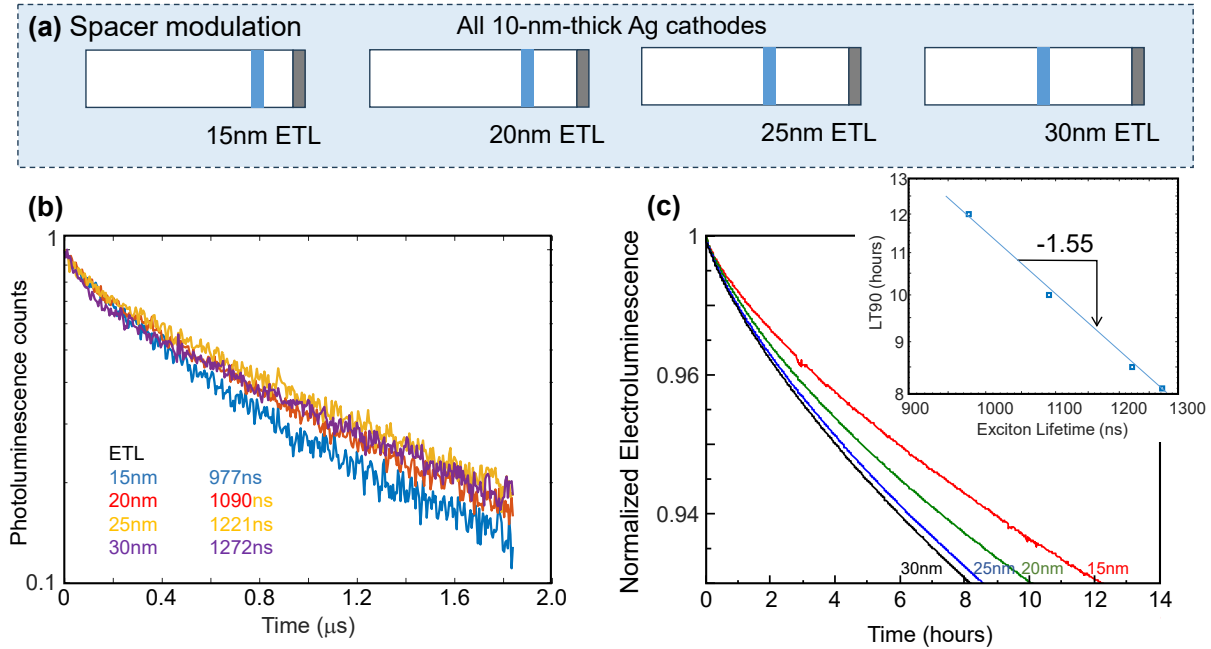 (a) Spacer modulation
All 10-nm-thick Ag cathodes
15nm ETL
20nm ETL
25nm ETL
30nm ETL
(b)
Photoluminescence counts
1
0.1
0
0.4
0.8
1.2
1.6
2.0
Time (μs)
ETL
15nm 977ns
20nm 1090ns
25nm 1221ns
30nm 1272ns
(c)
Normalized Electroluminescence
1
0.96
0.94
0
2
4
6
8
10
12
14
Time (hours)
30nm
25nm
20nm
15nm
LT90 (hours)
13
12
10
9
8
900
1000
1100
1200
1300
Exciton Lifetime (ns)
-1.55